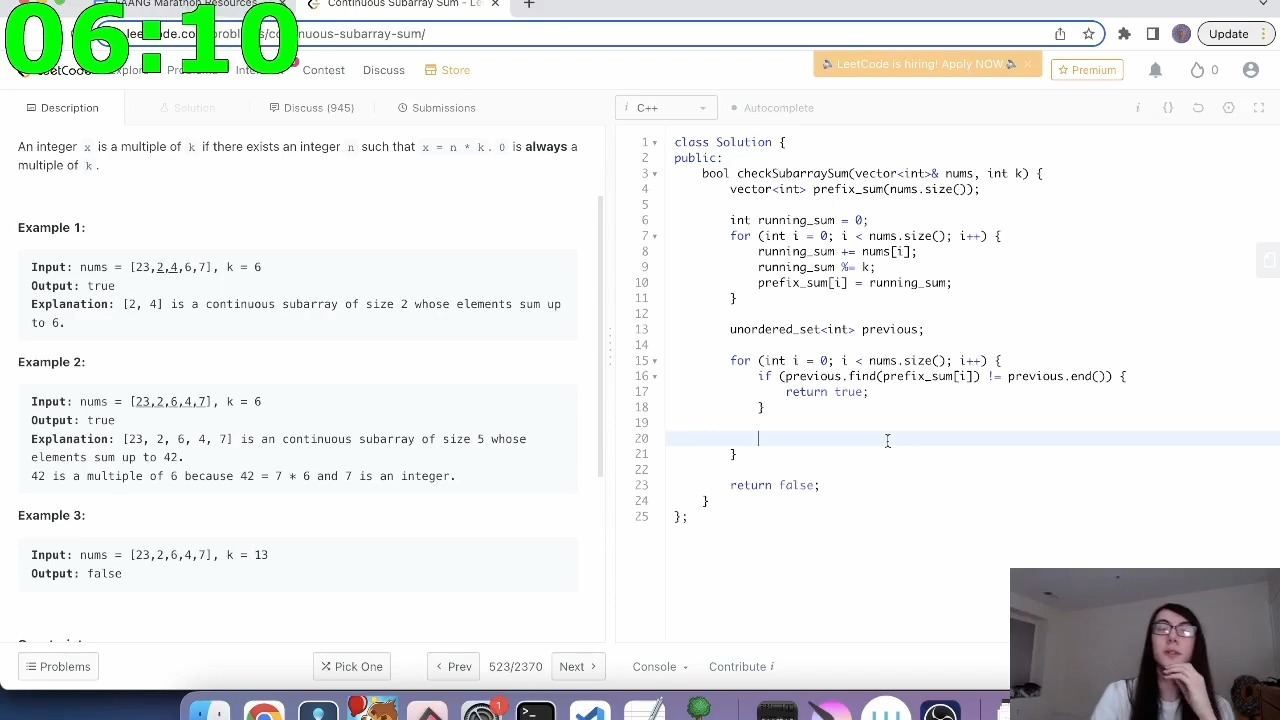 06:10
AANG Marathon Resources
Continuous Subarray Sum - Le
continuous-subarray-sum/
Update
LeetCode is hiring! Apply NOW.
Contest
Discuss
Store
Premium
0
Description
Solution
Discuss (945)
Submissions
i C++
Autocomplete
An integer x is a multiple of k if there exists an integer n such that x = n * k. 0 is always a
multiple of k.
Example 1:
Input: nums = [23,2,4,6,7], k = 6
Output: true
Explanation: [2, 4] is a continuous subarray of size 2 whose elements sum up
to 6.
Example 2:
Input: nums = [23,2,6,4,7], k = 6
Output: true
Explanation: [23, 2, 6, 4, 7] is an continuous subarray of size 5 whose
elements sum up to 42.
42 is a multiple of 6 because 42 = 7 * 6 and 7 is an integer.
Example 3:
Input: nums = [23,2,6,4,7], k = 13
Output: false
1 class Solution {
2 public:
3 bool checkSubarraySum(vector<int>& nums, int k) {
4 vector<int> prefix_sum(nums.size());
5
6 int running_sum = 0;
7 for (int i = 0; i < nums.size(); i++) {
8 running_sum += nums[i];
9 running_sum %= k;
10 prefix_sum[i] = running_sum;
11 }
12
13 unordered_set<int> previous;
14
15 for (int i = 0; i < nums.size(); i++) {
16 if (previous.find(prefix_sum[i]) != previous.end()) {
17 return true;
18 }
19
20
21 }
22
23 return false;
24 }
25 };
Problems
Pick One
Prev
523/2370
Next
Console
Contribute i
1